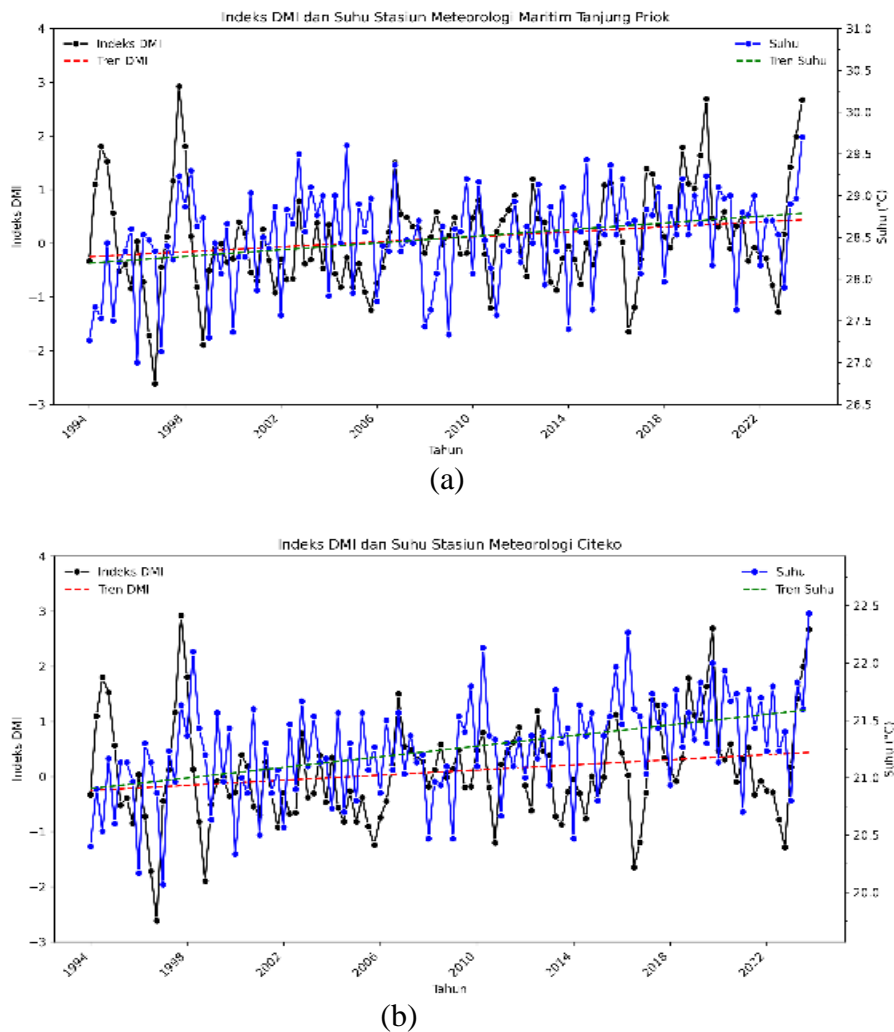 Indeks DMI dan Suhu Stasiun Meteorologi Maritim Tanjung Priok
Indeks DMI
Tren DMI
Suhu
Tren Suhu
4
3
2
1
0
−1
−2
−3
Indeks DMI
31.0
30.5
30.0
29.5
29.0
28.5
28.0
27.5
27.0
26.5
Suhu (°C)
1994
1998
2002
2006
2010
2014
2018
2022
Tahun
(a)
Indeks DMI dan Suhu Stasiun Meteorologi Citeko
Indeks DMI
Tren DMI
Suhu
Tren Suhu
4
3
2
1
0
−1
−2
−3
Indeks DMI
22.5
22.0
21.5
21.0
20.5
20.0
Suhu (°C)
1994
1998
2002
2006
2010
2014
2018
2022
Tahun
(b)